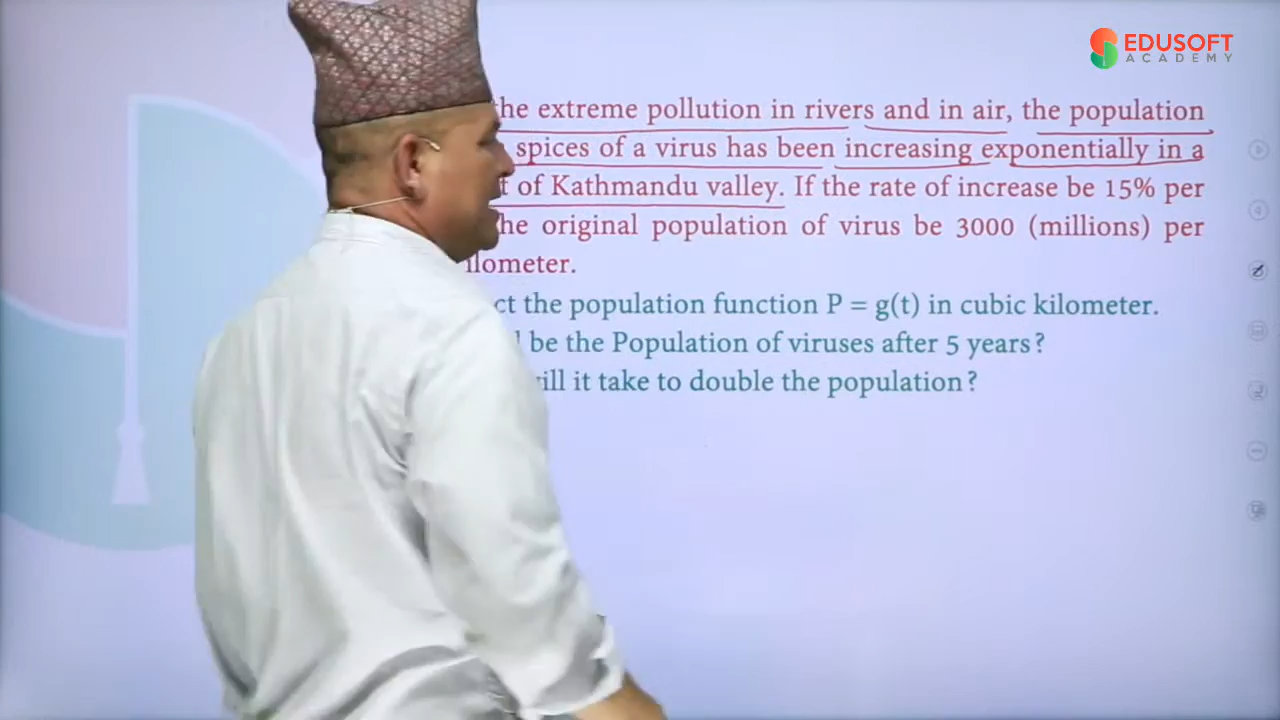 EDUSOFT
ACADEMY
the extreme pollution in rivers and in air, the population
spices of a virus has been increasing exponentially in a
of Kathmandu valley. If the rate of increase be 15% per
the original population of virus be 3000 (millions) per
ilometer.
ct the population function P = g(t) in cubic kilometer.
be the Population of viruses after 5 years?
ill it take to double the population?